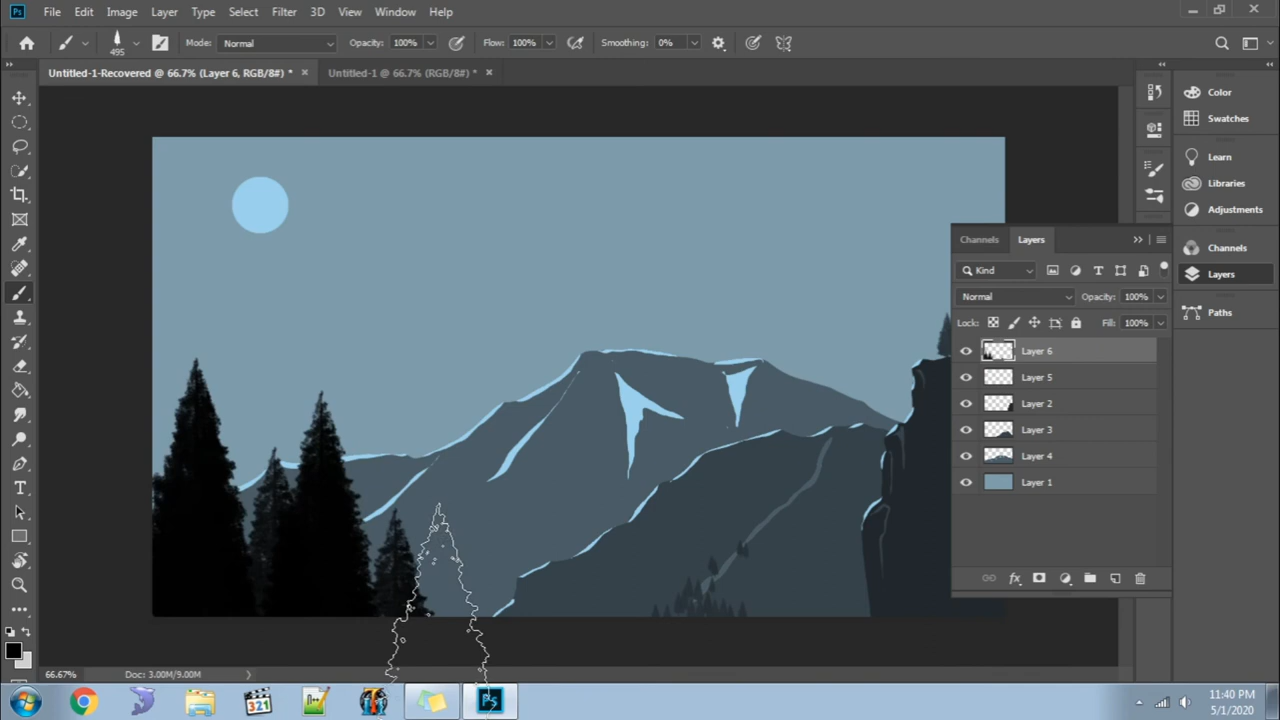 Ps File Edit Image Layer Type Select Filter 3D View Window Help
495 Mode: Normal Opacity: 100% Flow: 100% Smoothing: 0%
Untitled-1-Recovered @ 66.7% (Layer 6, RGB/8#) * × Untitled-1 @ 66.7% (RGB/8#) * ×
Color
Swatches
Learn
Libraries
Adjustments
Channels
Layers
Paths
Channels Layers
Kind
Normal Opacity: 100%
Lock: Fill: 100%
Layer 6
Layer 5
Layer 2
Layer 3
Layer 4
Layer 1
fx
66.67% Doc: 3.00M/9.00M
321 Ps
11:40 PM
5/1/2020